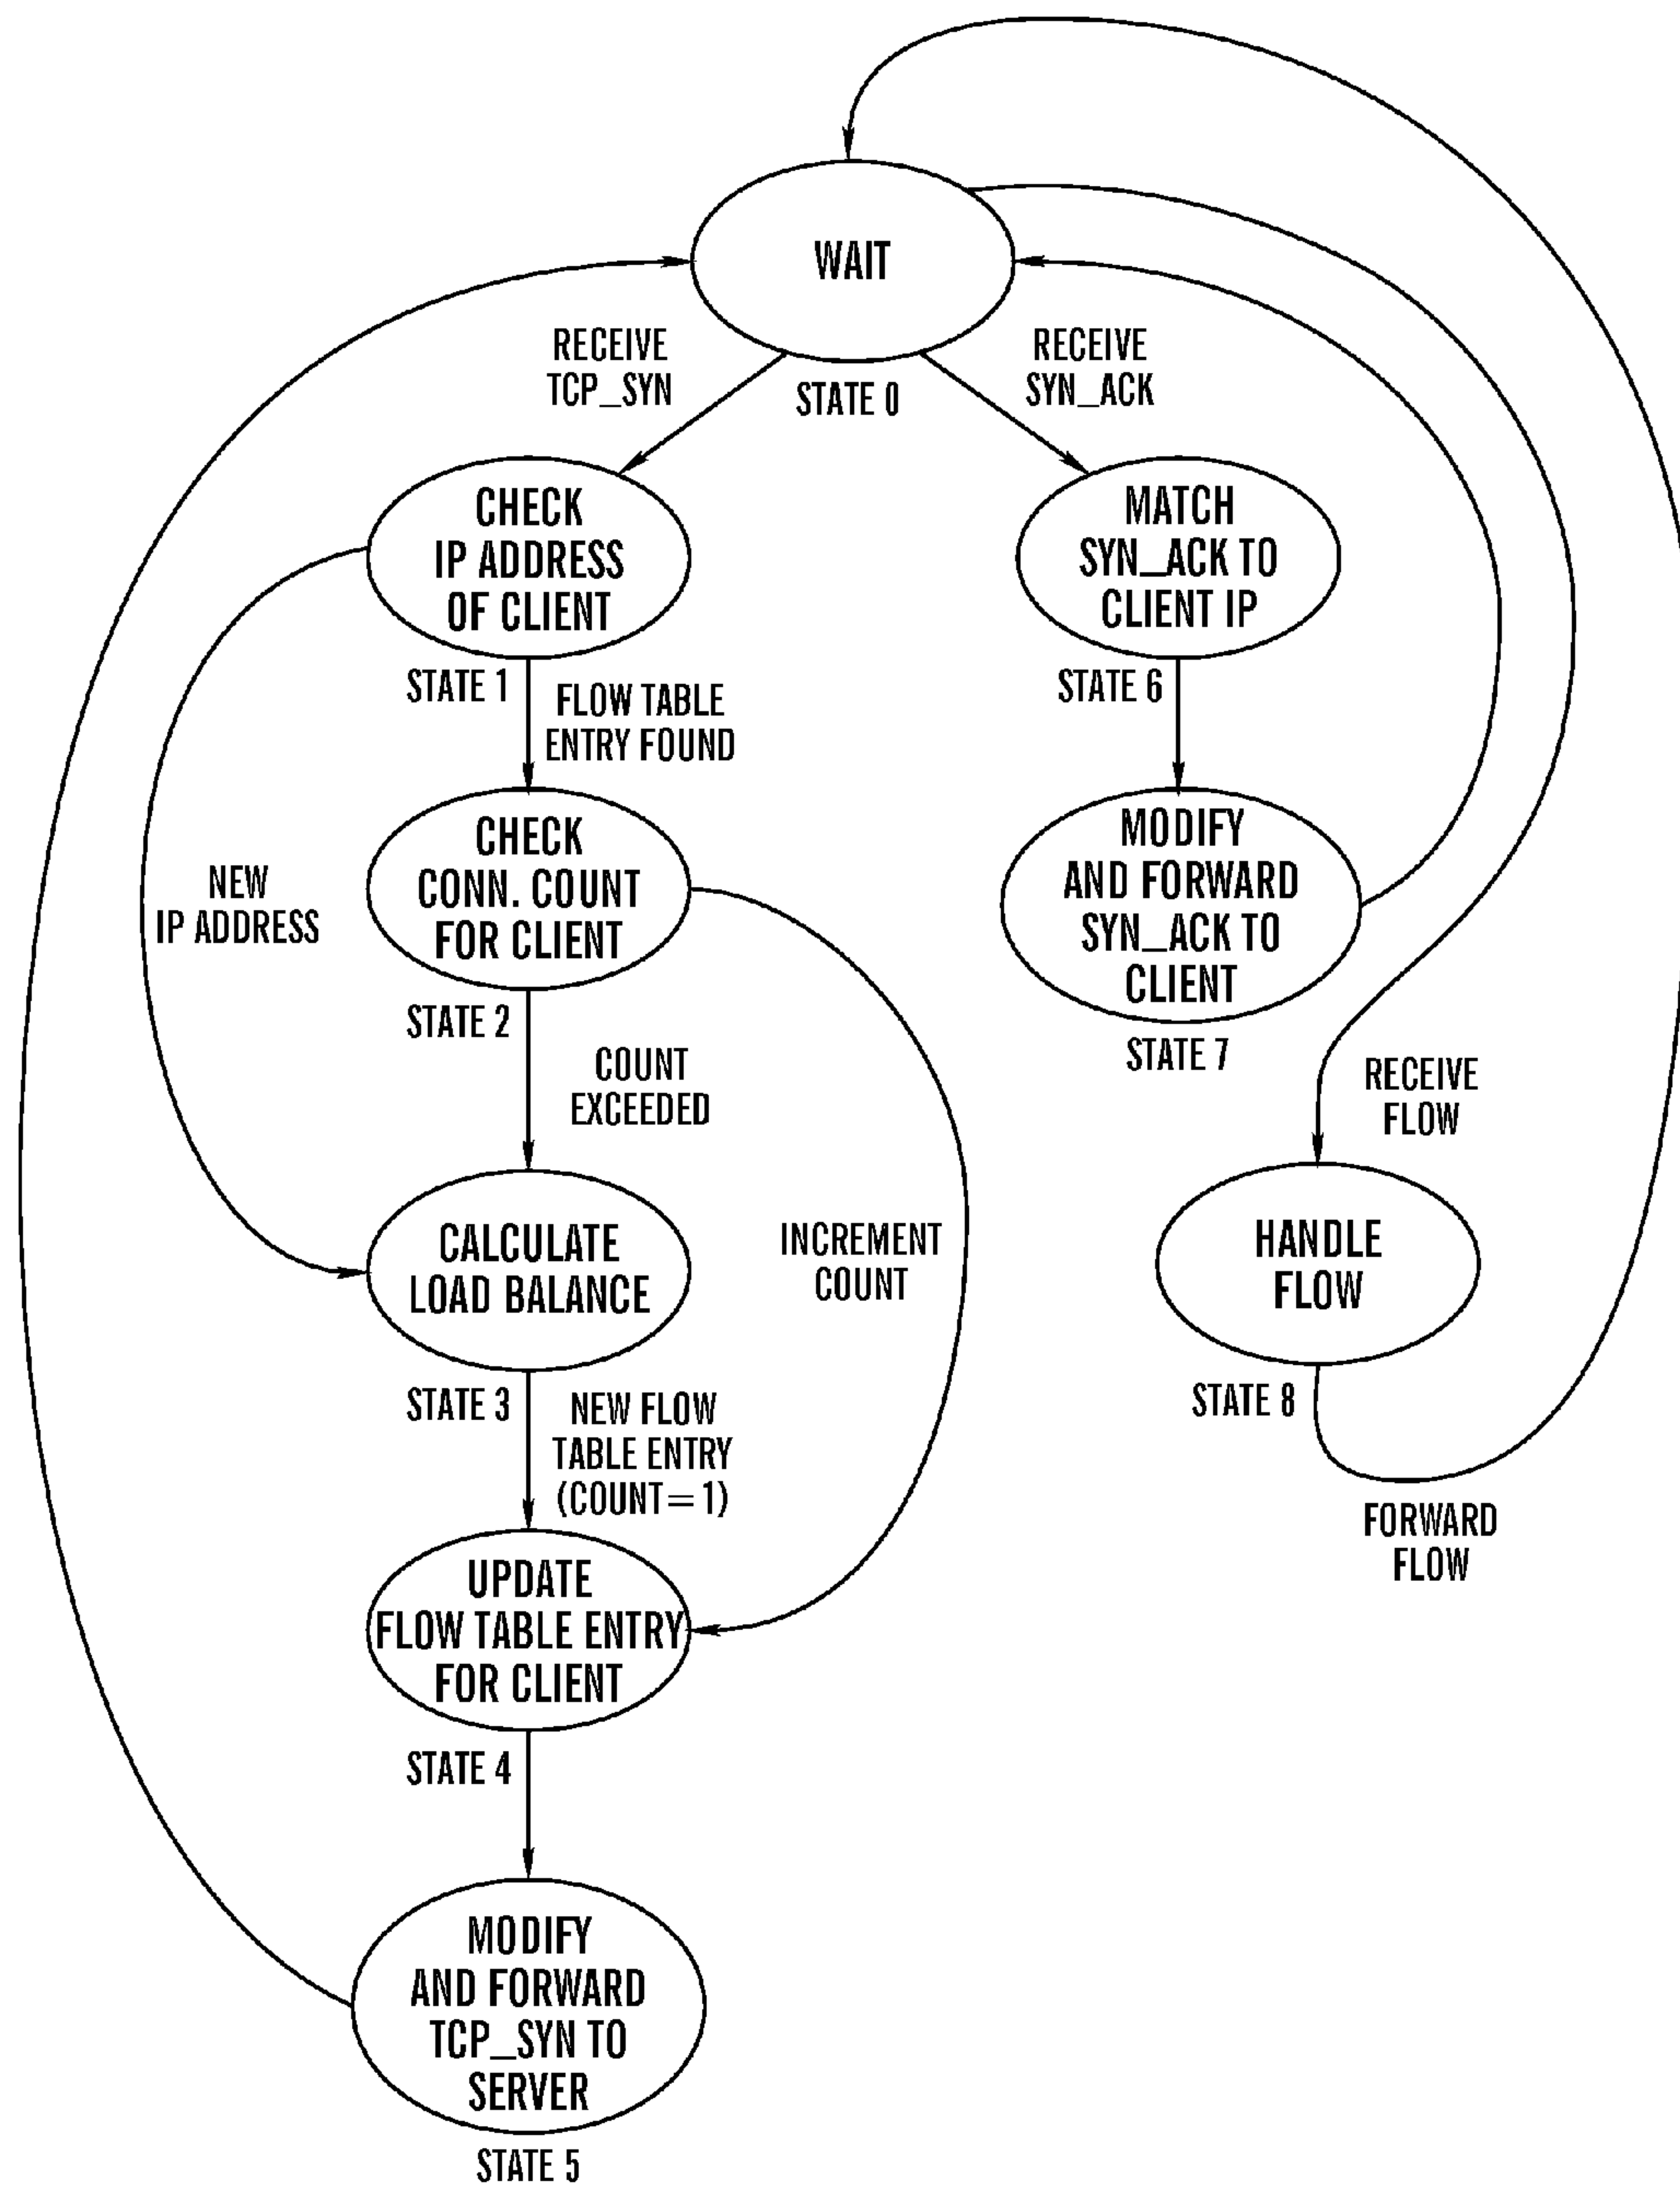 WAIT
STATE 0
RECEIVE
TCP_SYN
RECEIVE
SYN_ACK
CHECK
IP ADDRESS
OF CLIENT
STATE 1
FLOW TABLE
ENTRY FOUND
MATCH
SYN_ACK TO
CLIENT IP
STATE 6
NEW
IP ADDRESS
CHECK
CONN. COUNT
FOR CLIENT
STATE 2
COUNT
EXCEEDED
MODIFY
AND FORWARD
SYN_ACK TO
CLIENT
STATE 7
RECEIVE
FLOW
CALCULATE
LOAD BALANCE
STATE 3
INCREMENT
COUNT
HANDLE
FLOW
STATE 8
NEW FLOW
TABLE ENTRY
(COUNT=1)
FORWARD
FLOW
UPDATE
FLOW TABLE ENTRY
FOR CLIENT
STATE 4
MODIFY
AND FORWARD
TCP_SYN TO
SERVER
STATE 5